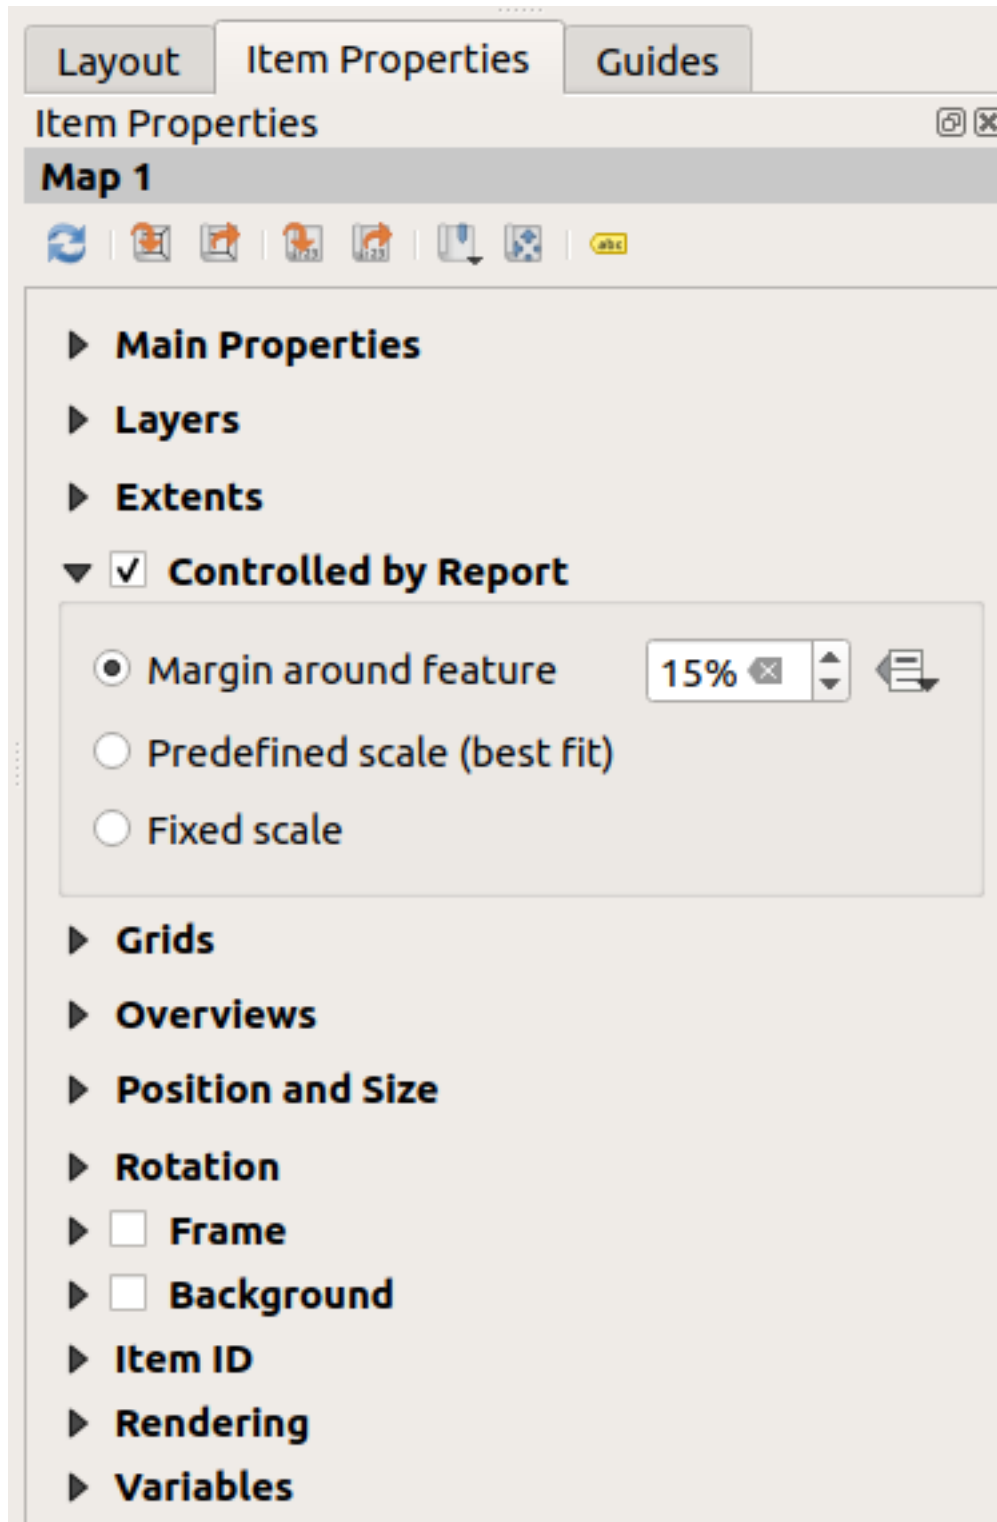 Layout Item Properties Guides
Item Properties
Map 1
abc
Main Properties
Layers
Extents
Controlled by Report
Margin around feature 15%
Predefined scale (best fit)
Fixed scale
Grids
Overviews
Position and Size
Rotation
Frame
Background
Item ID
Rendering
Variables